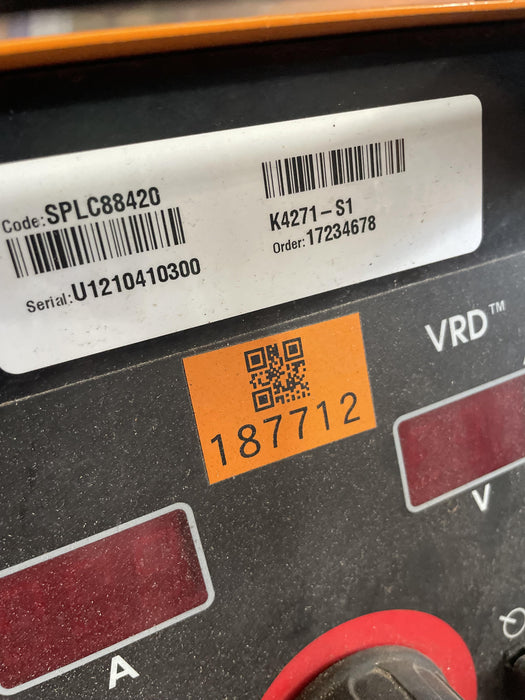 Code:SPLC88420
Serial:U1210410300
K4271-S1
Order:17234678
VRD™
187712
V
A